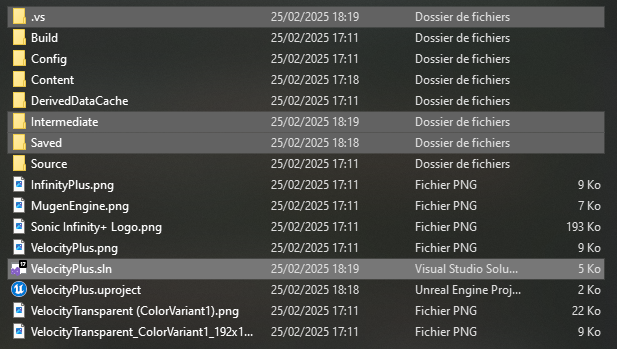 .vs 25/02/2025 18:19 Dossier de fichiers
Build 25/02/2025 17:11 Dossier de fichiers
Config 25/02/2025 17:11 Dossier de fichiers
Content 25/02/2025 17:18 Dossier de fichiers
DerivedDataCache 25/02/2025 17:11 Dossier de fichiers
Intermediate 25/02/2025 18:19 Dossier de fichiers
Saved 25/02/2025 18:18 Dossier de fichiers
Source 25/02/2025 17:11 Dossier de fichiers
InfinityPlus.png 25/02/2025 17:11 Fichier PNG 9 Ko
MugenEngine.png 25/02/2025 17:11 Fichier PNG 7 Ko
Sonic Infinity+ Logo.png 25/02/2025 17:11 Fichier PNG 193 Ko
VelocityPlus.png 25/02/2025 17:11 Fichier PNG 9 Ko
17 VelocityPlus.sln 25/02/2025 18:19 Visual Studio Solu... 5 Ko
VelocityPlus.uproject 25/02/2025 18:18 Unreal Engine Proj... 2 Ko
VelocityTransparent (ColorVariant1).png 25/02/2025 17:11 Fichier PNG 22 Ko
VelocityTransparent_ColorVariant1_192x1... 25/02/2025 17:11 Fichier PNG 9 Ko